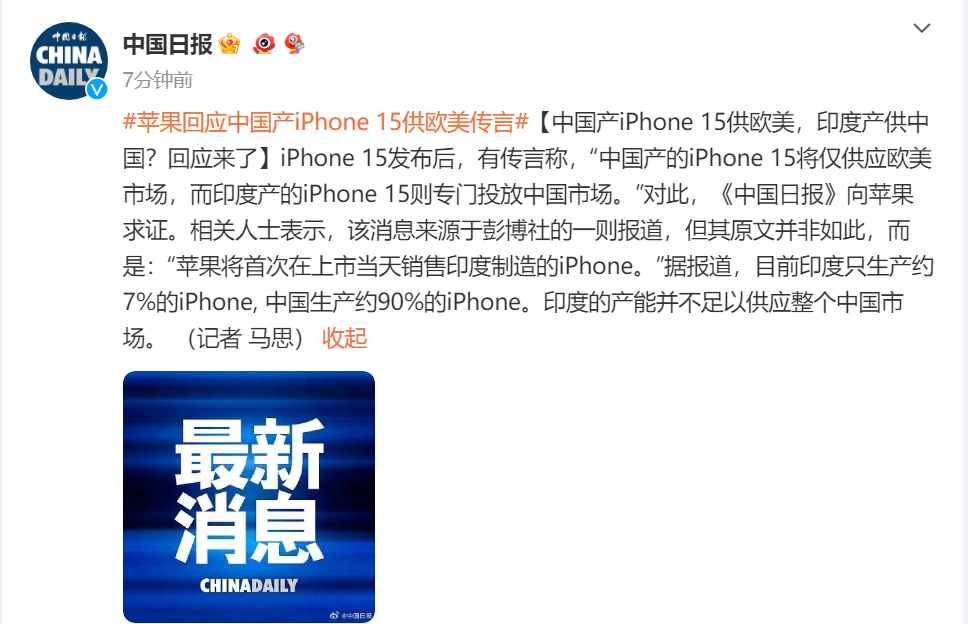 中国日报
CHINA
DAILY
中国日报
7分钟前
#苹果回应中国产iPhone 15供欧美传言#【中国产iPhone 15供欧美，印度产供中
国？回应来了】iPhone 15发布后，有传言称，“中国产的iPhone 15将仅供应欧美
市场，而印度产的iPhone 15则专门投放中国市场。”对此，《中国日报》向苹果
求证。相关人士表示，该消息来源于彭博社的一则报道，但其原文并非如此，而
是：“苹果将首次在上市当天销售印度制造的iPhone。”据报道，目前印度只生产约
7%的iPhone, 中国生产约90%的iPhone。印度的产能并不足以供应整个中国市
场。 （记者 马思） 收起
最新
消息
CHINADAILY
@中国日报